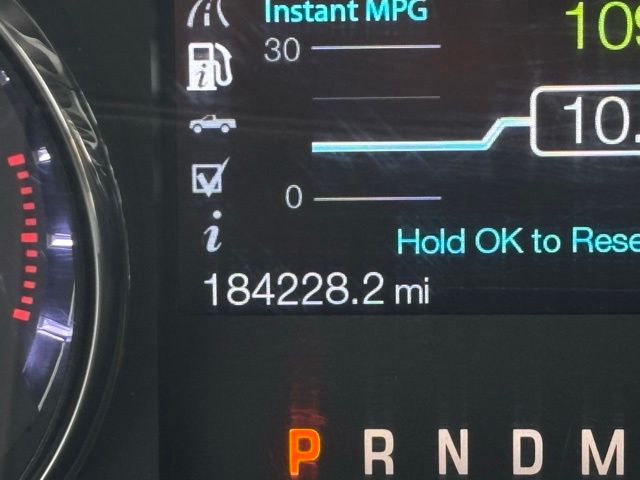 Instant MPG
30
0
Hold OK to Rese
184228.2 mi
P R N D M